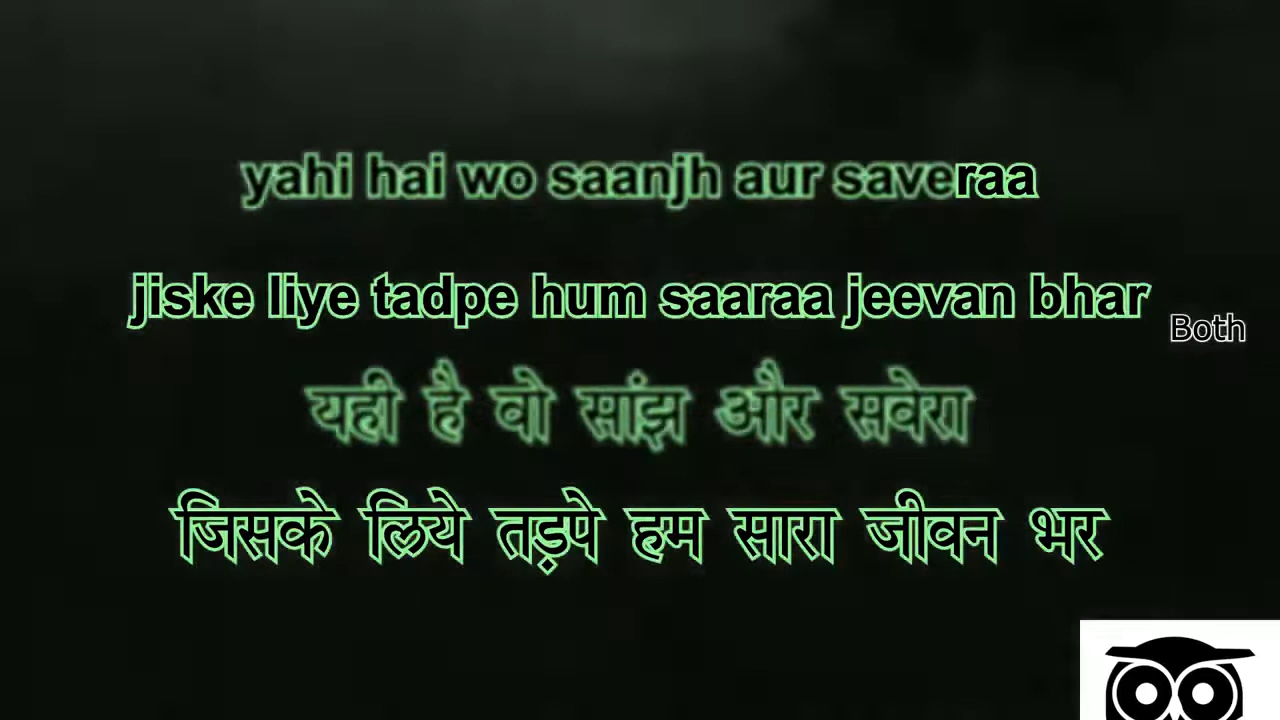 yahi hai wo saanjh aur saveraa
jiske liye tadpe hum saaraa jeevan bhar
Both
यही है वो सांझ और सवेरा
जिसके लिये तड़पे हम सारा जीवन भर